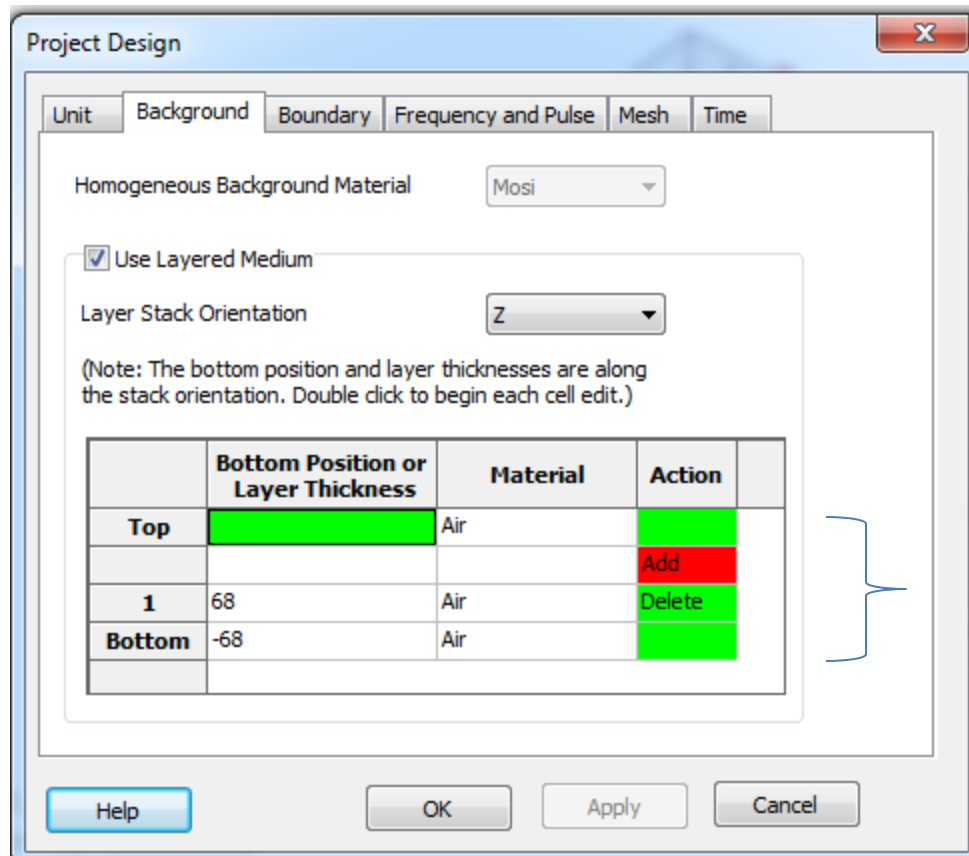 Project Design
X
Unit Background Boundary Frequency and Pulse Mesh Time
Homogeneous Background Material Mosi
Use Layered Medium
Layer Stack Orientation Z
(Note: The bottom position and layer thicknesses are along
the stack orientation. Double click to begin each cell edit.)
Bottom Position or
Layer Thickness Material Action
Top Air
Add
1 68 Air Delete
Bottom -68 Air
Help OK Apply Cancel